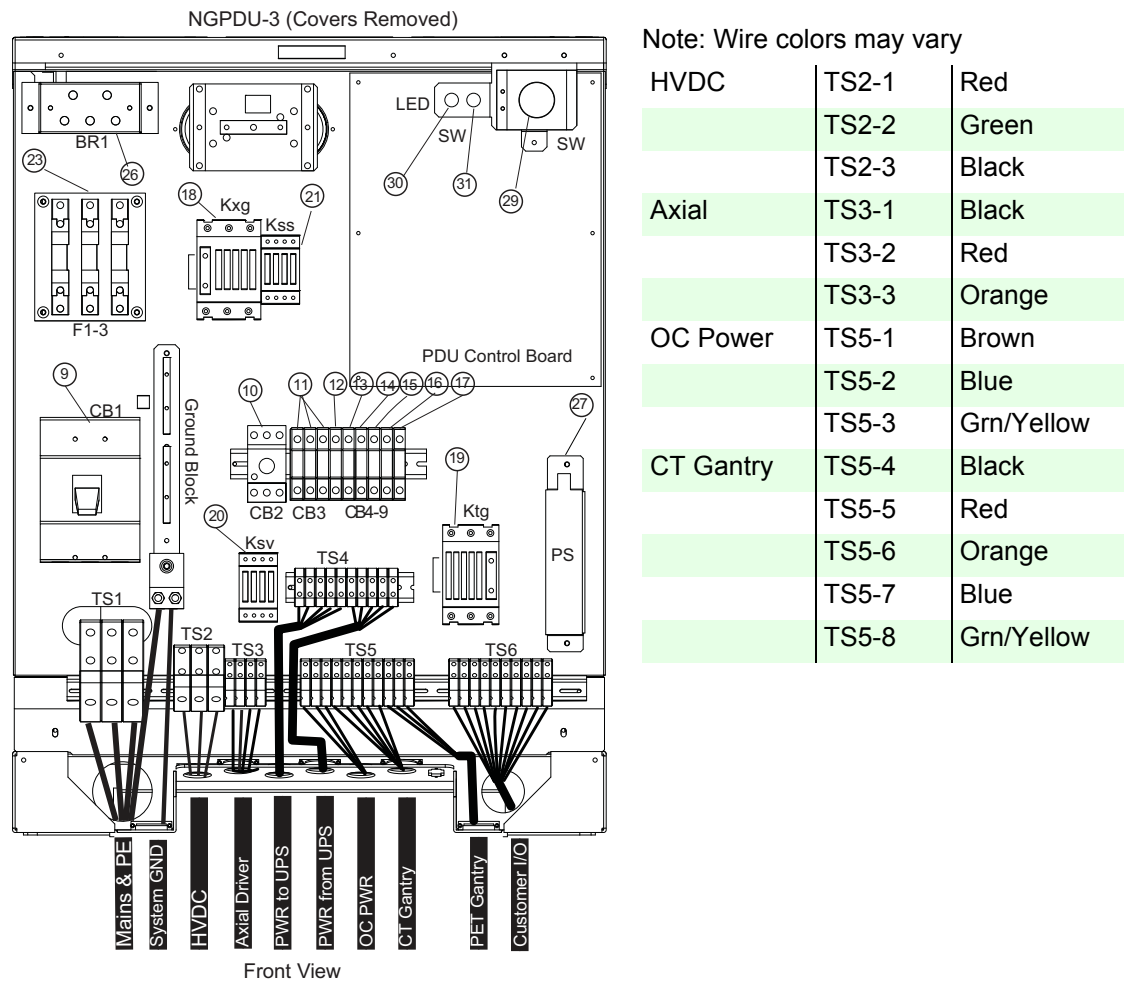 NGPDU-3 (Covers Removed)
LED
SW
SW
BR1
23
26
30
31
29
18
Kxg
21
Kss
F1-3
PDU Control Board
9
CB1
Ground Block
10
11
12
13
14
15
16
17
27
19
CB2
CB3
CB4-9
Ktg
20
Ksv
TS4
PS
TS1
TS2
TS3
TS5
TS6
Mains & PE
System GND
HVDC
Axial Driver
PWR to UPS
PWR from UPS
OC PWR
CT Gantry
PET Gantry
Customer I/O
Front View
Note: Wire colors may vary
HVDC TS2-1 Red
TS2-2 Green
TS2-3 Black
Axial TS3-1 Black
TS3-2 Red
TS3-3 Orange
OC Power TS5-1 Brown
TS5-2 Blue
TS5-3 Grn/Yellow
CT Gantry TS5-4 Black
TS5-5 Red
TS5-6 Orange
TS5-7 Blue
TS5-8 Grn/Yellow